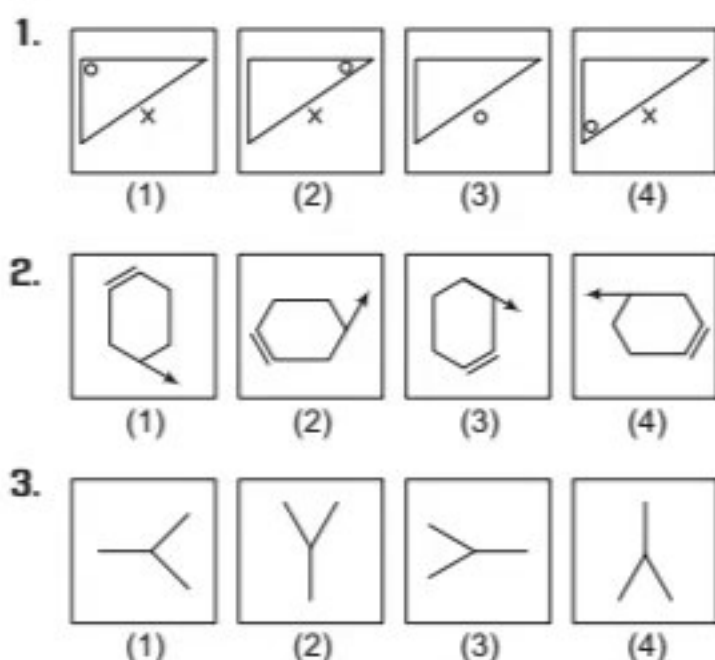 1.
(1) (2) (3) (4)
2.
(1) (2) (3) (4)
3.
(1) (2) (3) (4)